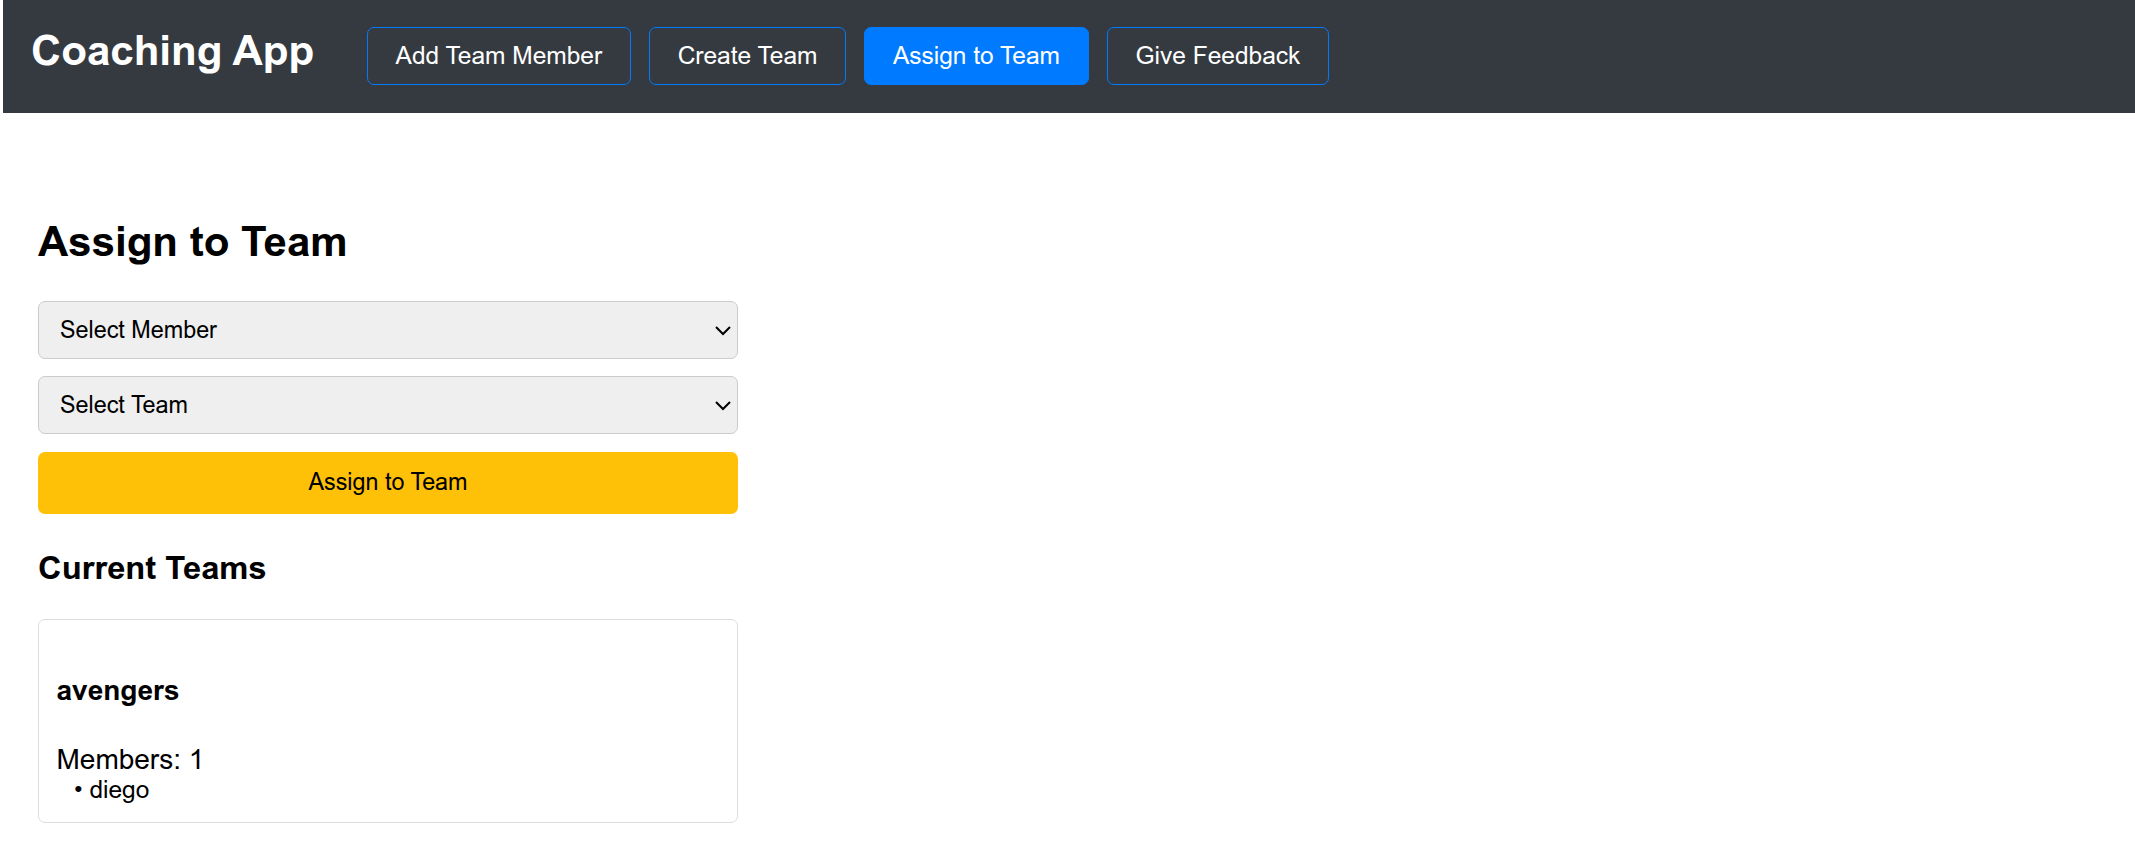 Coaching App
Add Team Member
Create Team
Assign to Team
Give Feedback
Assign to Team
Select Member
Select Team
Assign to Team
Current Teams
avengers
Members: 1
• diego